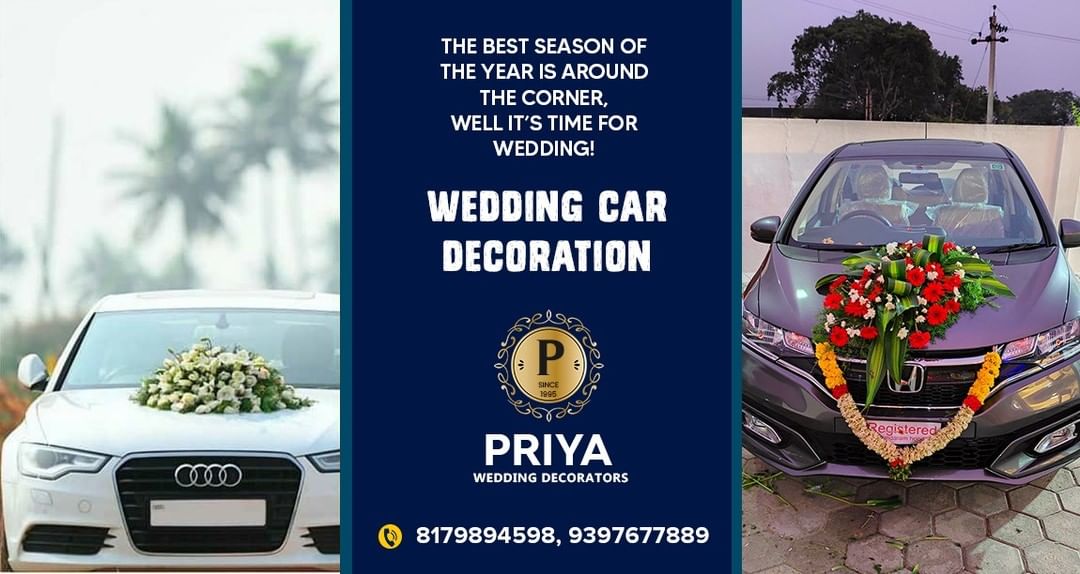 THE BEST SEASON OF
THE YEAR IS AROUND
THE CORNER,
WELL IT'S TIME FOR
WEDDING!
WEDDING CAR
DECORATION
P
SINCE
1995
PRIYA
WEDDING DECORATORS
8179894598, 9397677889
Registered